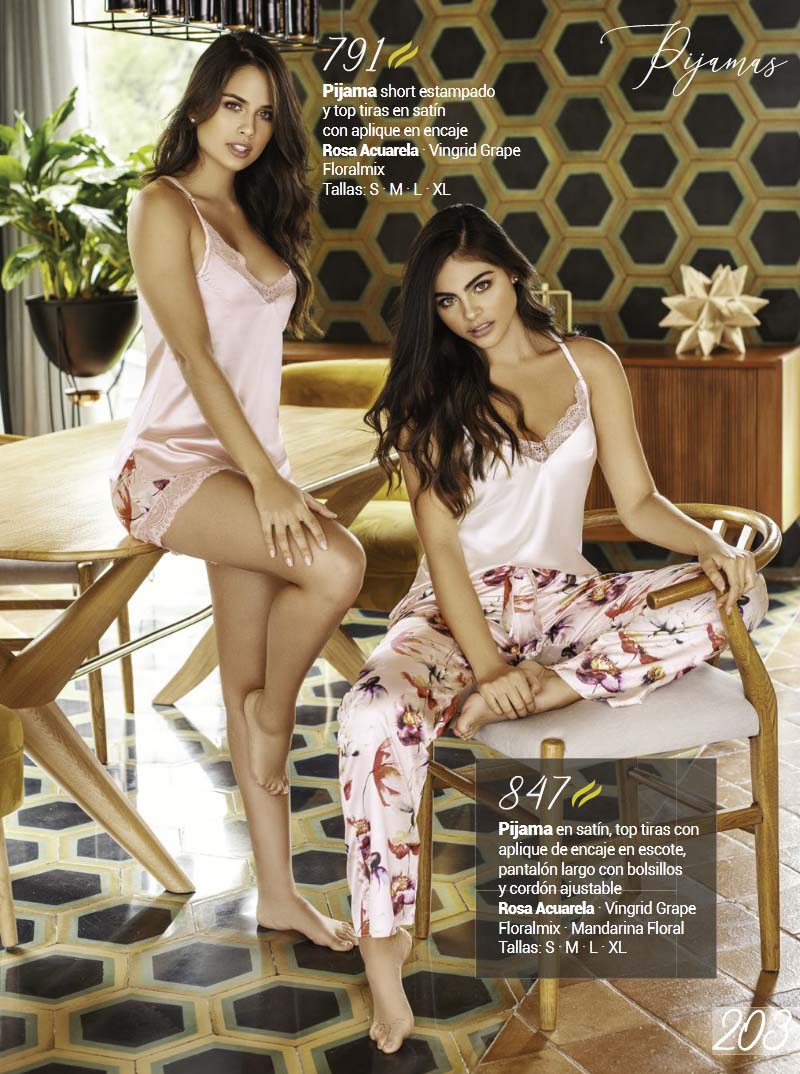 Pijamas
791
Pijama short estampado
y top tiras en satín
con aplique en encaje
Rosa Acuarela · Vingrid Grape
Floralmix
Tallas: S · M · L · XL
847
Pijama en satín, top tiras con
aplique de encaje en escote,
pantalón largo con bolsillos
y cordón ajustable
Rosa Acuarela · Vingrid Grape
Floralmix · Mandarina Floral
Tallas: S · M · L · XL
203